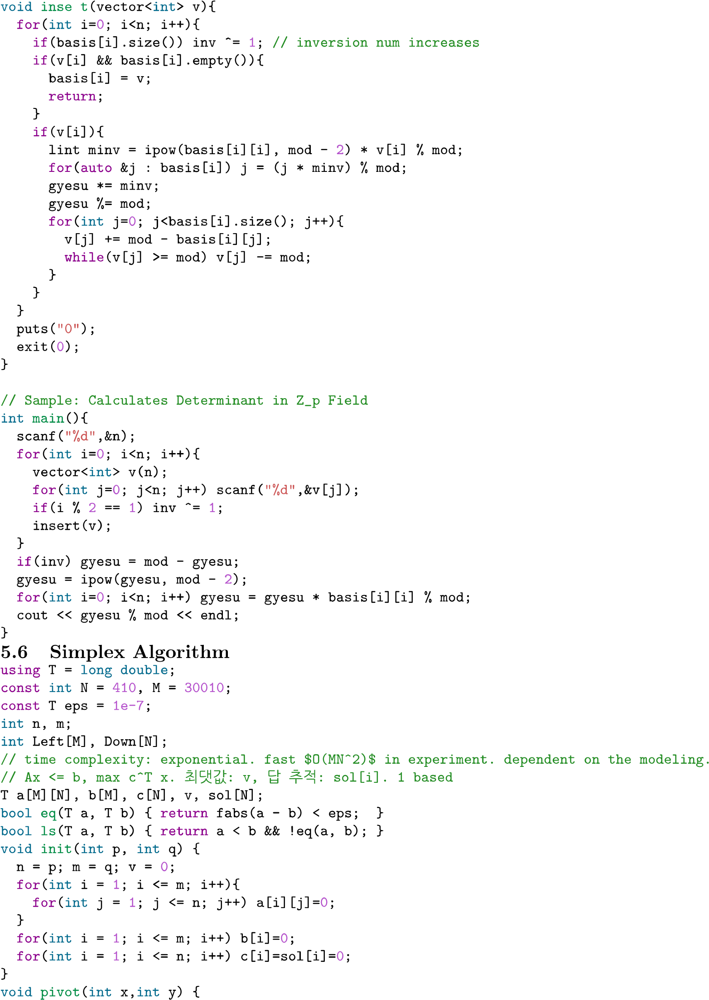 void inse t(vector<int> v){
  for(int i=0; i<n; i++){
    if(basis[i].size()) inv ^= 1; // inversion num increases
    if(v[i] && basis[i].empty()){
      basis[i] = v;
      return;
    }
    if(v[i]){
      lint minv = ipow(basis[i][i], mod - 2) * v[i] % mod;
      for(auto &j : basis[i]) j = (j * minv) % mod;
      gyesu *= minv;
      gyesu %= mod;
      for(int j=0; j<basis[i].size(); j++){
        v[j] += mod - basis[i][j];
        while(v[j] >= mod) v[j] -= mod;
      }
    }
  }
  puts("0");
  exit(0);
}

// Sample: Calculates Determinant in Z_p Field
int main(){
  scanf("%d",&n);
  for(int i=0; i<n; i++){
    vector<int> v(n);
    for(int j=0; j<n; j++) scanf("%d",&v[j]);
    if(i % 2 == 1) inv ^= 1;
    insert(v);
  }
  if(inv) gyesu = mod - gyesu;
  gyesu = ipow(gyesu, mod - 2);
  for(int i=0; i<n; i++) gyesu = gyesu * basis[i][i] % mod;
  cout << gyesu % mod << endl;
}
5.6 Simplex Algorithm
using T = long double;
const int N = 410, M = 30010;
const T eps = 1e-7;
int n, m;
int Left[M], Down[N];
// time complexity: exponential. fast $O(MN^2)$ in experiment. dependent on the modeling.
// Ax <= b, max c^T x. 최댓값: v, 답 추적: sol[i]. 1 based
T a[M][N], b[M], c[N], v, sol[N];
bool eq(T a, T b) { return fabs(a - b) < eps;  }
bool ls(T a, T b) { return a < b && !eq(a, b); }
void init(int p, int q) {
  n = p; m = q; v = 0;
  for(int i = 1; i <= m; i++){
    for(int j = 1; j <= n; j++) a[i][j]=0;
  }
  for(int i = 1; i <= m; i++) b[i]=0;
  for(int i = 1; i <= n; i++) c[i]=sol[i]=0;
}
void pivot(int x,int y) {